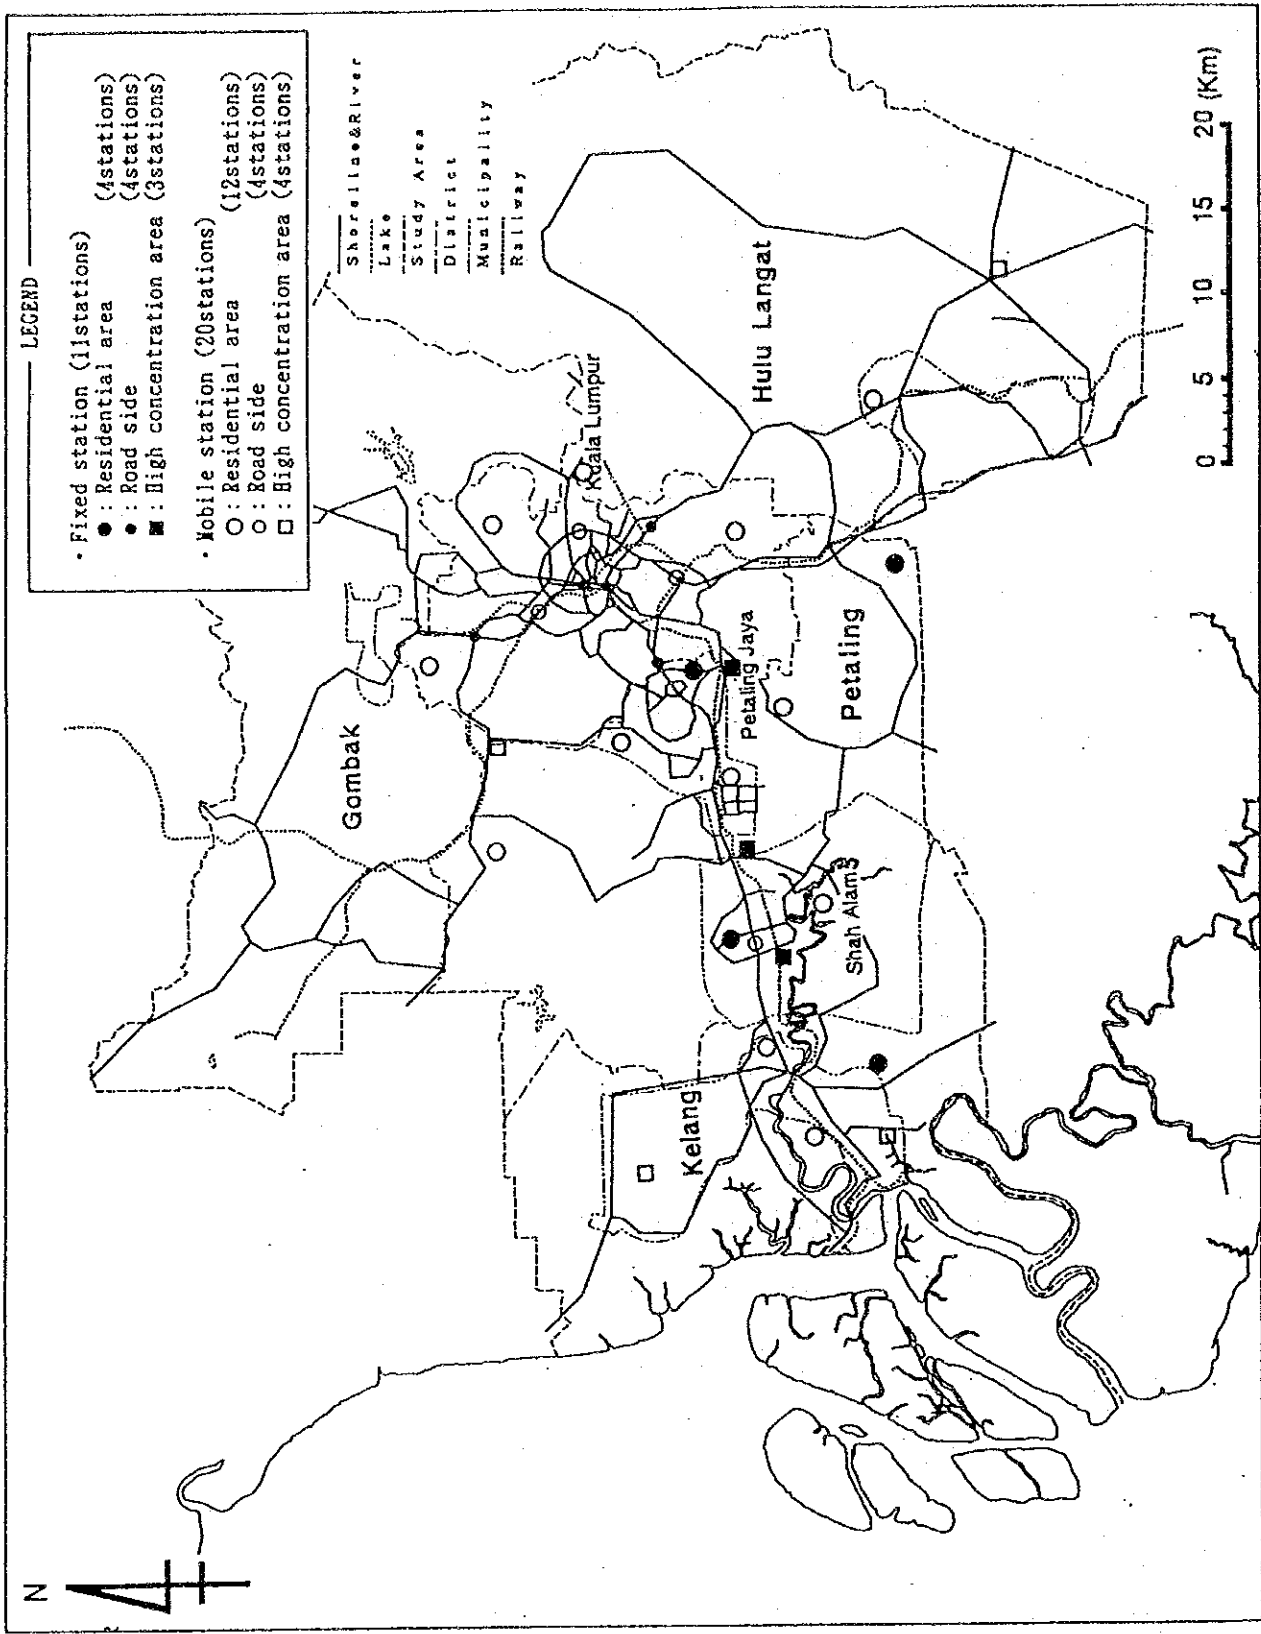 LEGEND
・Fixed station (11stations)
● : Residential area (4stations)
• : Road side (4stations)
■ : High concentration area (3stations)
・Mobile station (20stations)
○ : Residential area (12stations)
○ : Road side (4stations)
□ : High concentration area (4stations)
Shoreline&River
Lake
Study Area
District
Municipality
Railway
N
Gombak
Kuala Lumpur
Hulu Langat
Petaling Jaya
Petaling
Shah Alam
Kelang
0 5 10 15 20 (Km)